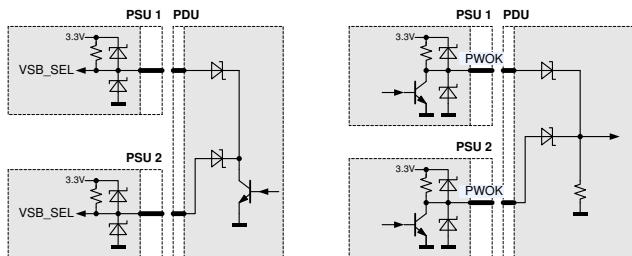 PSU 1 PDU
3.3V
VSB_SEL
PSU 2
3.3V
VSB_SEL
PSU 1 PDU
3.3V
PWOK
PSU 2
3.3V
PWOK